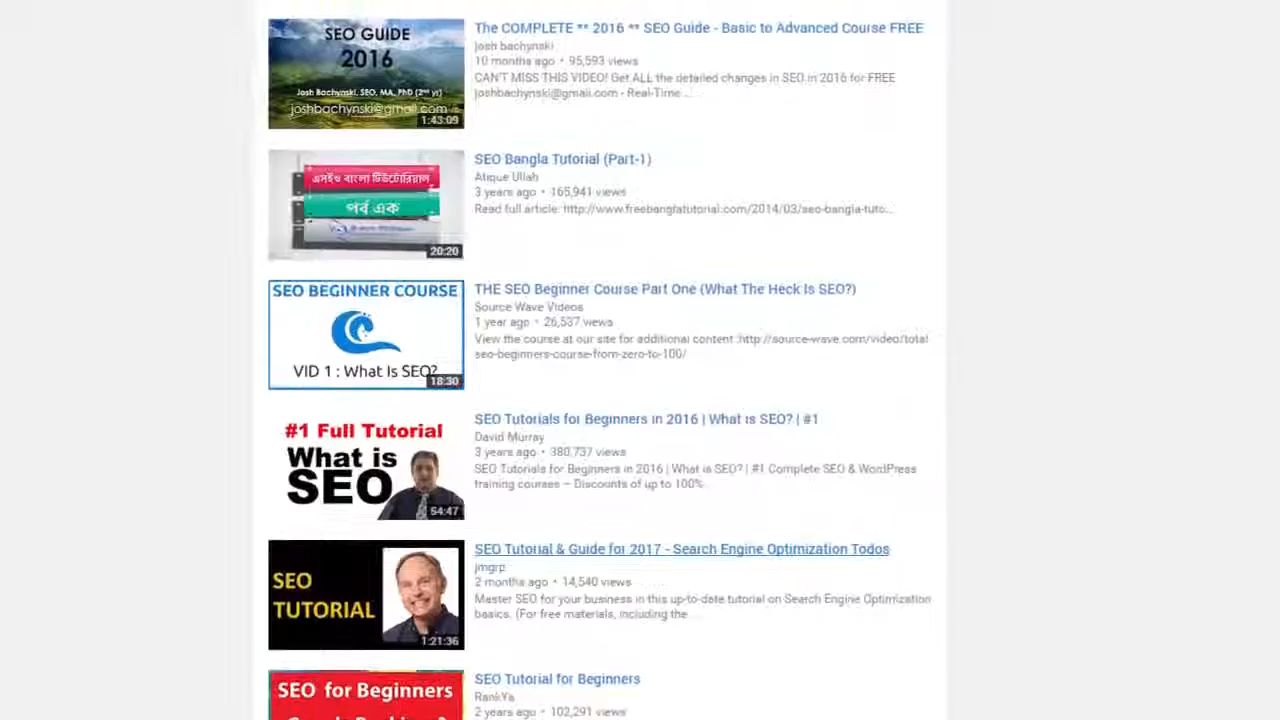 SEO GUIDE
2016
Josh Bachynski, SEO, MA, PhD (2nd yr)
joshbachynski@gmail.com
1:43:09
The COMPLETE ** 2016 ** SEO Guide - Basic to Advanced Course FREE
josh bachynski
10 months ago • 95,593 views
CAN'T MISS THIS VIDEO! Get ALL the detailed changes in SEO in 2016 for FREE
joshbachynski@gmail.com - Real-Time ...
এসইও বাংলা টিউটোরিয়াল
পর্ব এক
20:20
SEO Bangla Tutorial (Part-1)
Atique Ullah
3 years ago • 165,941 views
Read full article: http://www.freebanglatutorial.com/2014/03/seo-bangla-tuto...
SEO BEGINNER COURSE
VID 1 : What Is SEO?
18:30
THE SEO Beginner Course Part One (What The Heck Is SEO?)
Source Wave Videos
1 year ago • 26,537 views
View the course at our site for additional content :http://source-wave.com/video/total
seo-beginners-course-from-zero-to-100/
#1 Full Tutorial
What is
SEO
54:47
SEO Tutorials for Beginners in 2016 | What is SEO? | #1
David Murray
3 years ago • 380,737 views
SEO Tutorials for Beginners in 2016 | What is SEO? | #1 Complete SEO & WordPress
training courses – Discounts of up to 100%
SEO
TUTORIAL
1:21:36
SEO Tutorial & Guide for 2017 - Search Engine Optimization Todos
jmgrp
2 months ago • 14,540 views
Master SEO for your business in this up-to-date tutorial on Search Engine Optimization
basics. (For free materials, including the ...
SEO for Beginners
SEO Tutorial for Beginners
RankYa
2 years ago • 102,291 views